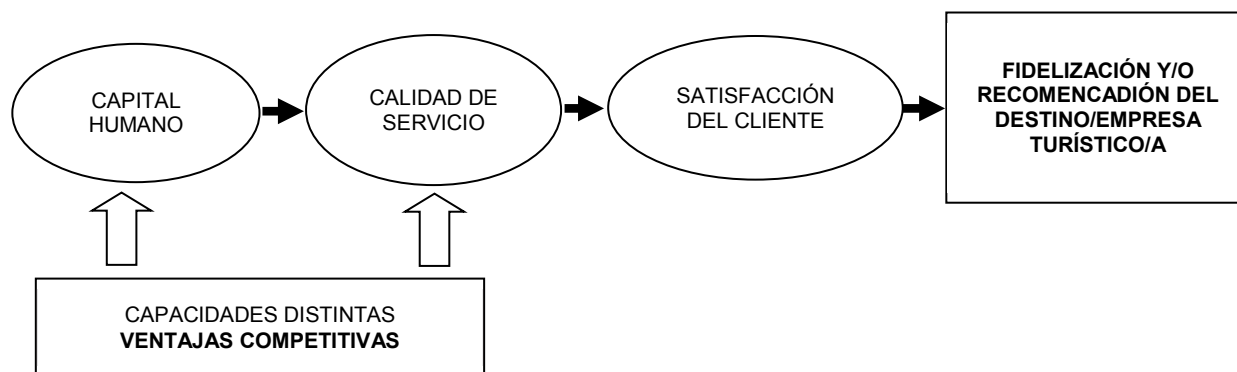 CAPITAL
HUMANO
CALIDAD DE
SERVICIO
SATISFACCIÓN
DEL CLIENTE
FIDELIZACIÓN Y/O
RECOMENCADIÓN DEL
DESTINO/EMPRESA
TURÍSTICO/A
CAPACIDADES DISTINTAS
VENTAJAS COMPETITIVAS